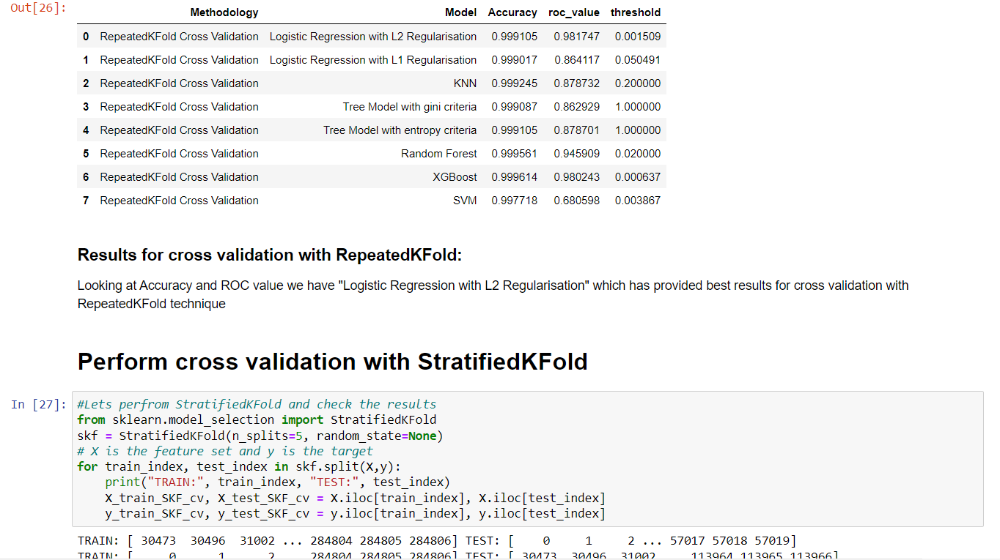 Out[26]:
Methodology Model Accuracy roc_value threshold
0 RepeatedKFold Cross Validation Logistic Regression with L2 Regularisation 0.999105 0.981747 0.001509
1 RepeatedKFold Cross Validation Logistic Regression with L1 Regularisation 0.999017 0.864117 0.050491
2 RepeatedKFold Cross Validation KNN 0.999245 0.878732 0.200000
3 RepeatedKFold Cross Validation Tree Model with gini criteria 0.999087 0.862929 1.000000
4 RepeatedKFold Cross Validation Tree Model with entropy criteria 0.999105 0.878701 1.000000
5 RepeatedKFold Cross Validation Random Forest 0.999561 0.945909 0.020000
6 RepeatedKFold Cross Validation XGBoost 0.999614 0.980243 0.000637
7 RepeatedKFold Cross Validation SVM 0.997718 0.680598 0.003867
Results for cross validation with RepeatedKFold:
Looking at Accuracy and ROC value we have "Logistic Regression with L2 Regularisation" which has provided best results for cross validation with
RepeatedKFold technique
Perform cross validation with StratifiedKFold
In [27]:
#Lets perfrom StratifiedKFold and check the results
from sklearn.model_selection import StratifiedKFold
skf = StratifiedKFold(n_splits=5, random_state=None)
# X is the feature set and y is the target
for train_index, test_index in skf.split(X,y):
    print("TRAIN:", train_index, "TEST:", test_index)
    X_train_SKF_cv, X_test_SKF_cv = X.iloc[train_index], X.iloc[test_index]
    y_train_SKF_cv, y_test_SKF_cv = y.iloc[train_index], y.iloc[test_index]
TRAIN: [ 30473  30496  31002 ... 284804 284805 284806] TEST: [    0     1     2 ... 57017 57018 57019]
TRAIN: [     0      1      2 ... 284804 284805 284806] TEST: [ 30473  30496  31002 ... 113964 113965 113966]